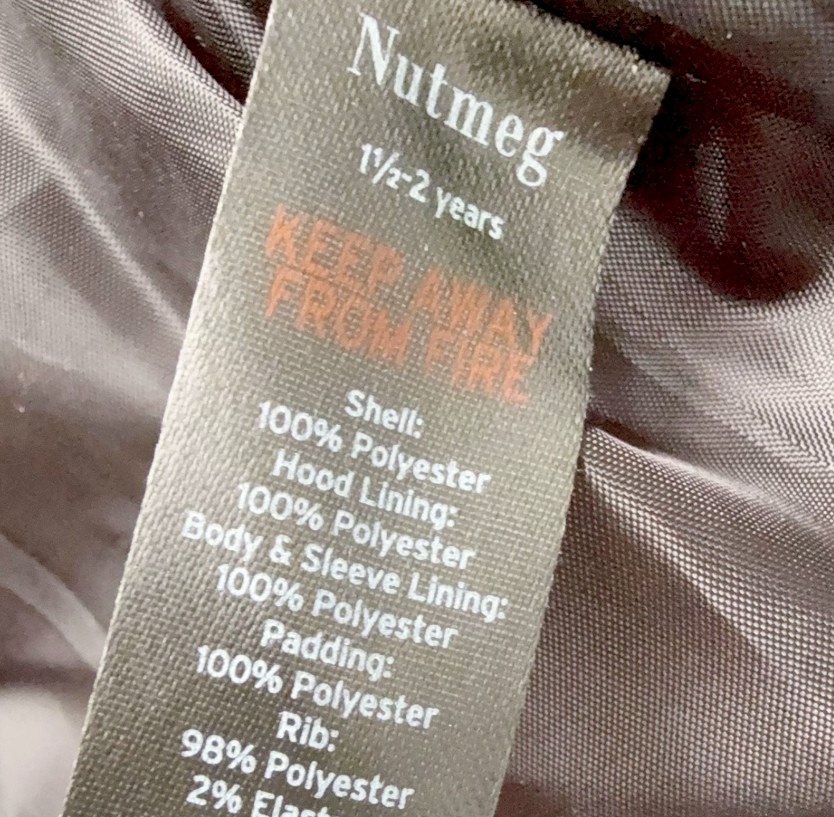 Nutmeg
1½-2 years
KEEP AWAY
FROM FIRE
Shell:
100% Polyester
Hood Lining:
100% Polyester
Body & Sleeve Lining:
100% Polyester
Padding:
100% Polyester
Rib:
98% Polyester
2%